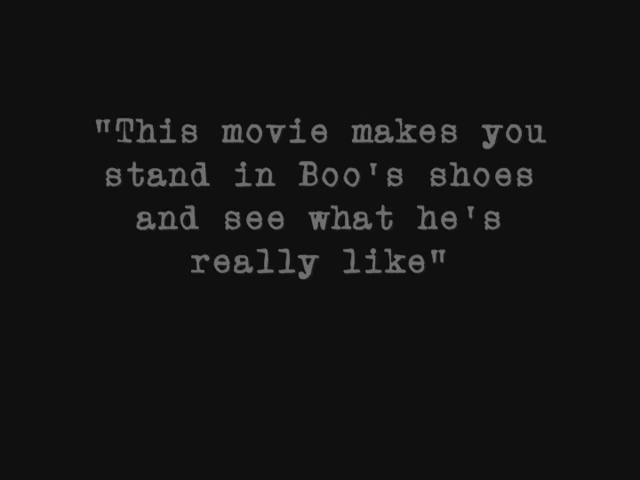 "This movie makes you
stand in Boo's shoes
and see what he's
really like"